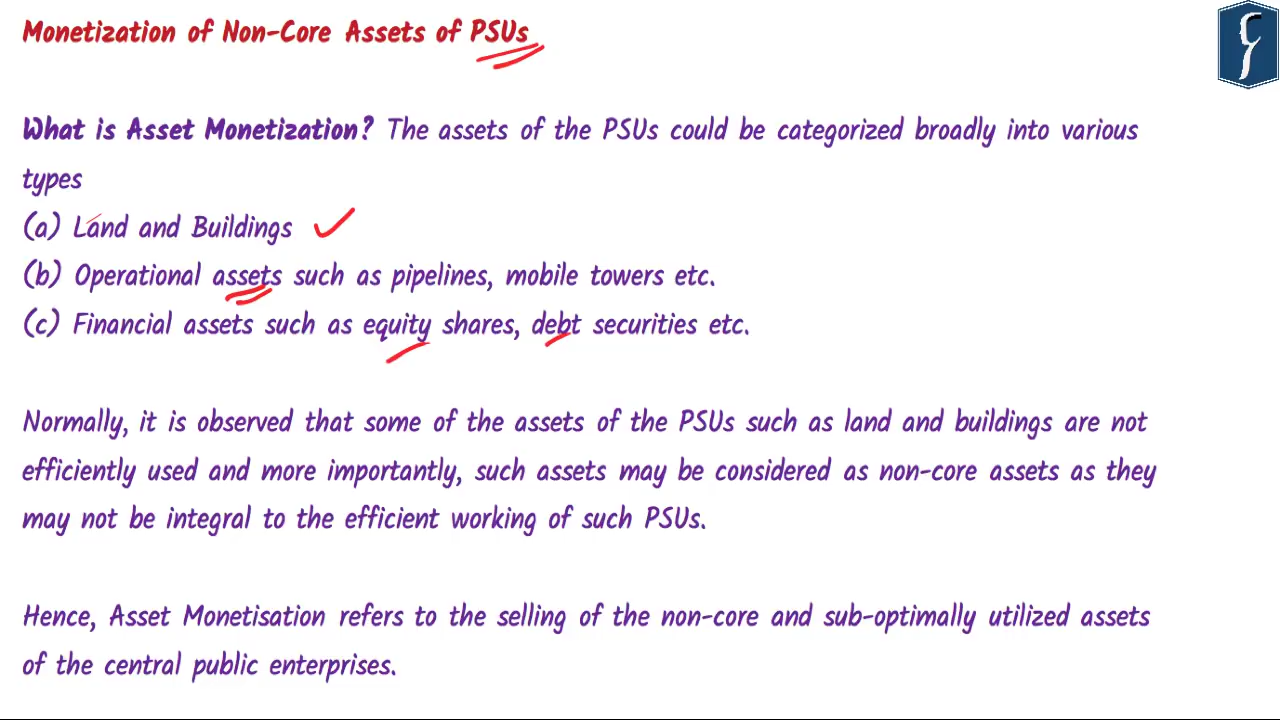 Monetization of Non-Core Assets of PSUs
What is Asset Monetization? The assets of the PSUs could be categorized broadly into various
types
(a) Land and Buildings
(b) Operational assets such as pipelines, mobile towers etc.
(c) Financial assets such as equity shares, debt securities etc.
Normally, it is observed that some of the assets of the PSUs such as land and buildings are not
efficiently used and more importantly, such assets may be considered as non-core assets as they
may not be integral to the efficient working of such PSUs.
Hence, Asset Monetisation refers to the selling of the non-core and sub-optimally utilized assets
of the central public enterprises.